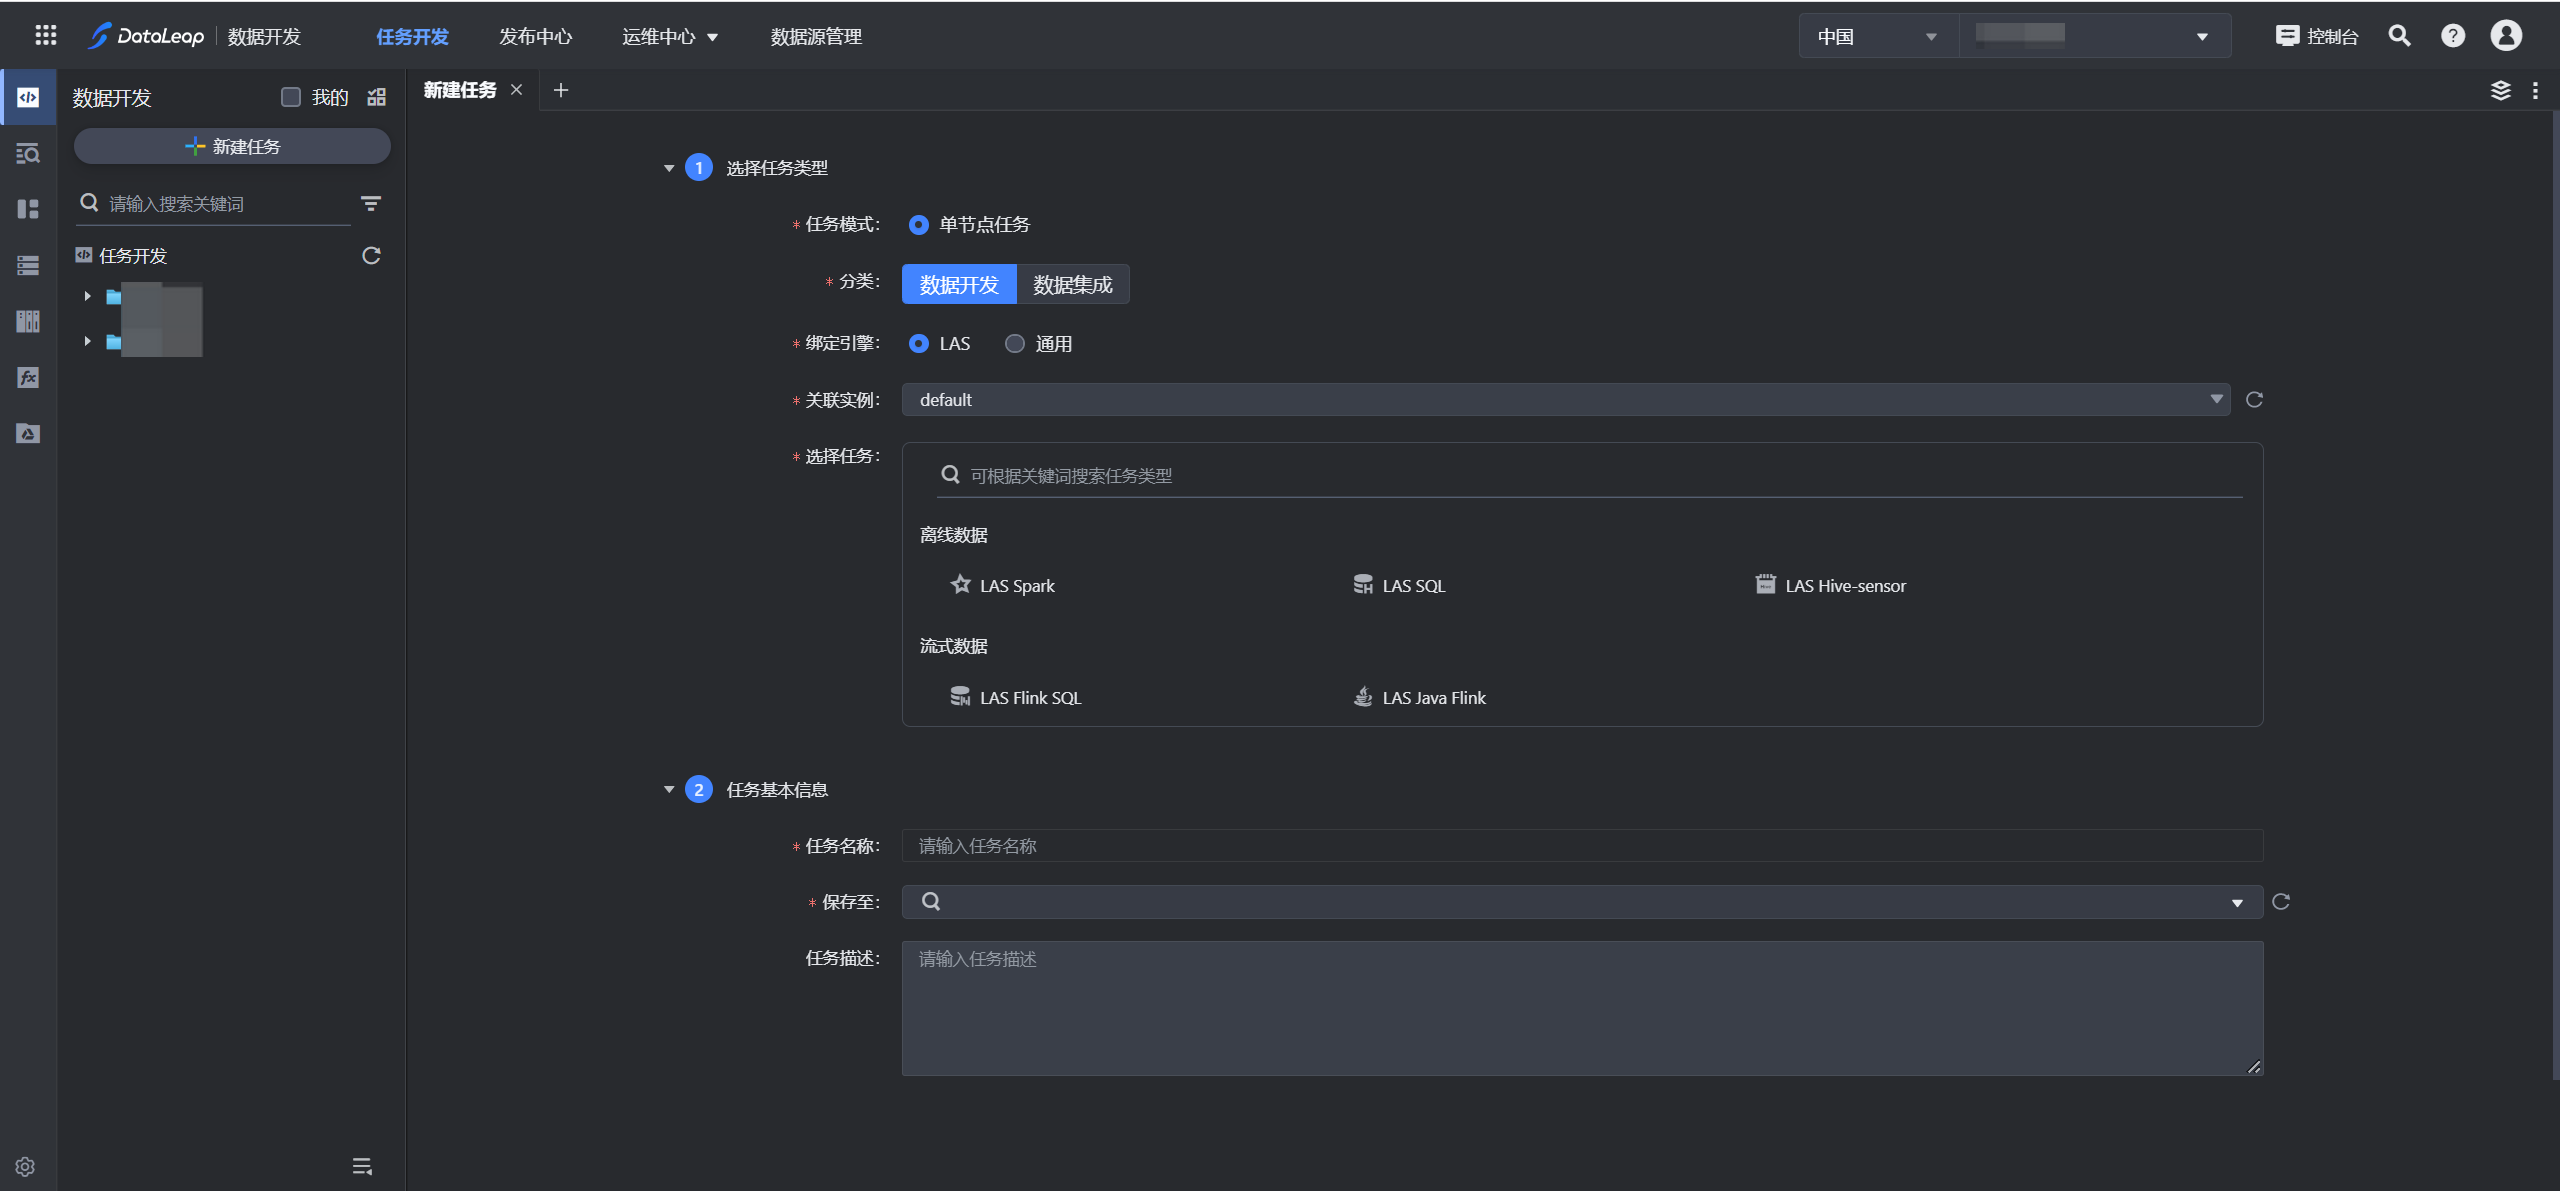 DataLeap 数据开发 任务开发 发布中心 运维中心 数据源管理 中国 控制台
数据开发 我的
新建任务
请输入搜索关键词
任务开发
新建任务
1 选择任务类型
* 任务模式: 单节点任务
* 分类: 数据开发 数据集成
* 绑定引擎: LAS 通用
* 关联实例: default
* 选择任务: 可根据关键词搜索任务类型
离线数据
LAS Spark LAS SQL LAS Hive-sensor
流式数据
LAS Flink SQL LAS Java Flink
2 任务基本信息
* 任务名称: 请输入任务名称
* 保存至:
任务描述: 请输入任务描述